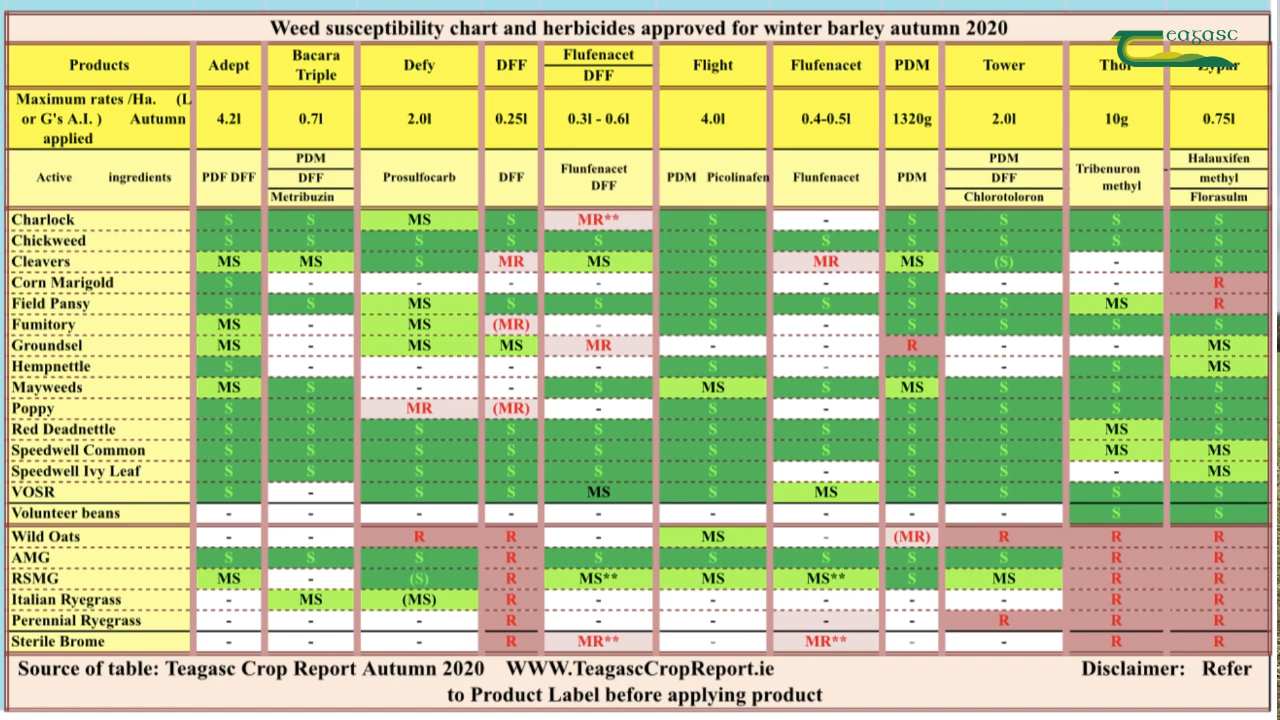 Weed susceptibility chart and herbicides approved for winter barley autumn 2020
eagasc
Products Adept Bacara Triple Defy DFF Flufenacet DFF Flight Flufenacet PDM Tower Thor Zypar
Maximum rates /Ha. (L or G's A.I. ) Autumn applied 4.2l 0.7l 2.0l 0.25l 0.3l - 0.6l 4.0l 0.4-0.5l 1320g 2.0l 10g 0.75l
Active ingredients PDF DFF PDM DFF Metribuzin Prosulfocarb DFF Flunfenacet DFF PDM Picolinafen Flunfenacet PDM PDM DFF Chlorotoloron Tribenuron - methyl Halauxifen methyl Florasulm
Charlock S S MS S MR** S - S S S S
Chickweed S S S S S S S S S S S
Cleavers MS MS S MR MS S MR MS (S) - S
Corn Marigold S - - - - S - S - - R
Field Pansy S S MS S S S S S S MS R
Fumitory MS - MS (MR) - S - S S S S
Groundsel MS - MS MS MR - - R - - MS
Hempnettle S - - - - S - S - S MS
Mayweeds MS S - - S MS S MS S S S
Poppy S S MR (MR) - S - S S S S
Red Deadnettle S S S S S S S S S MS S
Speedwell Common S S S S S S S S S MS MS
Speedwell Ivy Leaf S S S S S S - S S - MS
VOSR S - S S MS S MS S S S S
Volunteer beans - - - - - - - - - S S
Wild Oats - - R R - MS - (MR) R R R
AMG S S S R S S S S S R R
RSMG MS - (S) R MS** MS MS** S MS R R
Italian Ryegrass - MS (MS) R - - - - - R R
Perennial Ryegrass - - - R - - - - R R R
Sterile Brome - - - R MR** - MR** - - R R
Source of table: Teagasc Crop Report Autumn 2020 WWW.TeagascCropReport.ie Disclaimer: Refer
to Product Label before applying product